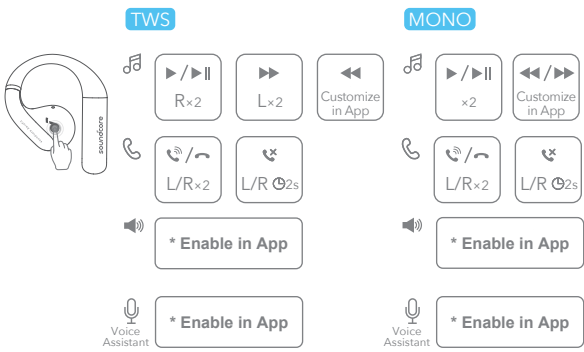 TWS
R×2
L×2
Customize
in App
L/R×2
L/R 2s
* Enable in App
Voice
Assistant
* Enable in App
MONO
×2
Customize
in App
L/R×2
L/R 2s
* Enable in App
Voice
Assistant
* Enable in App
soundcore